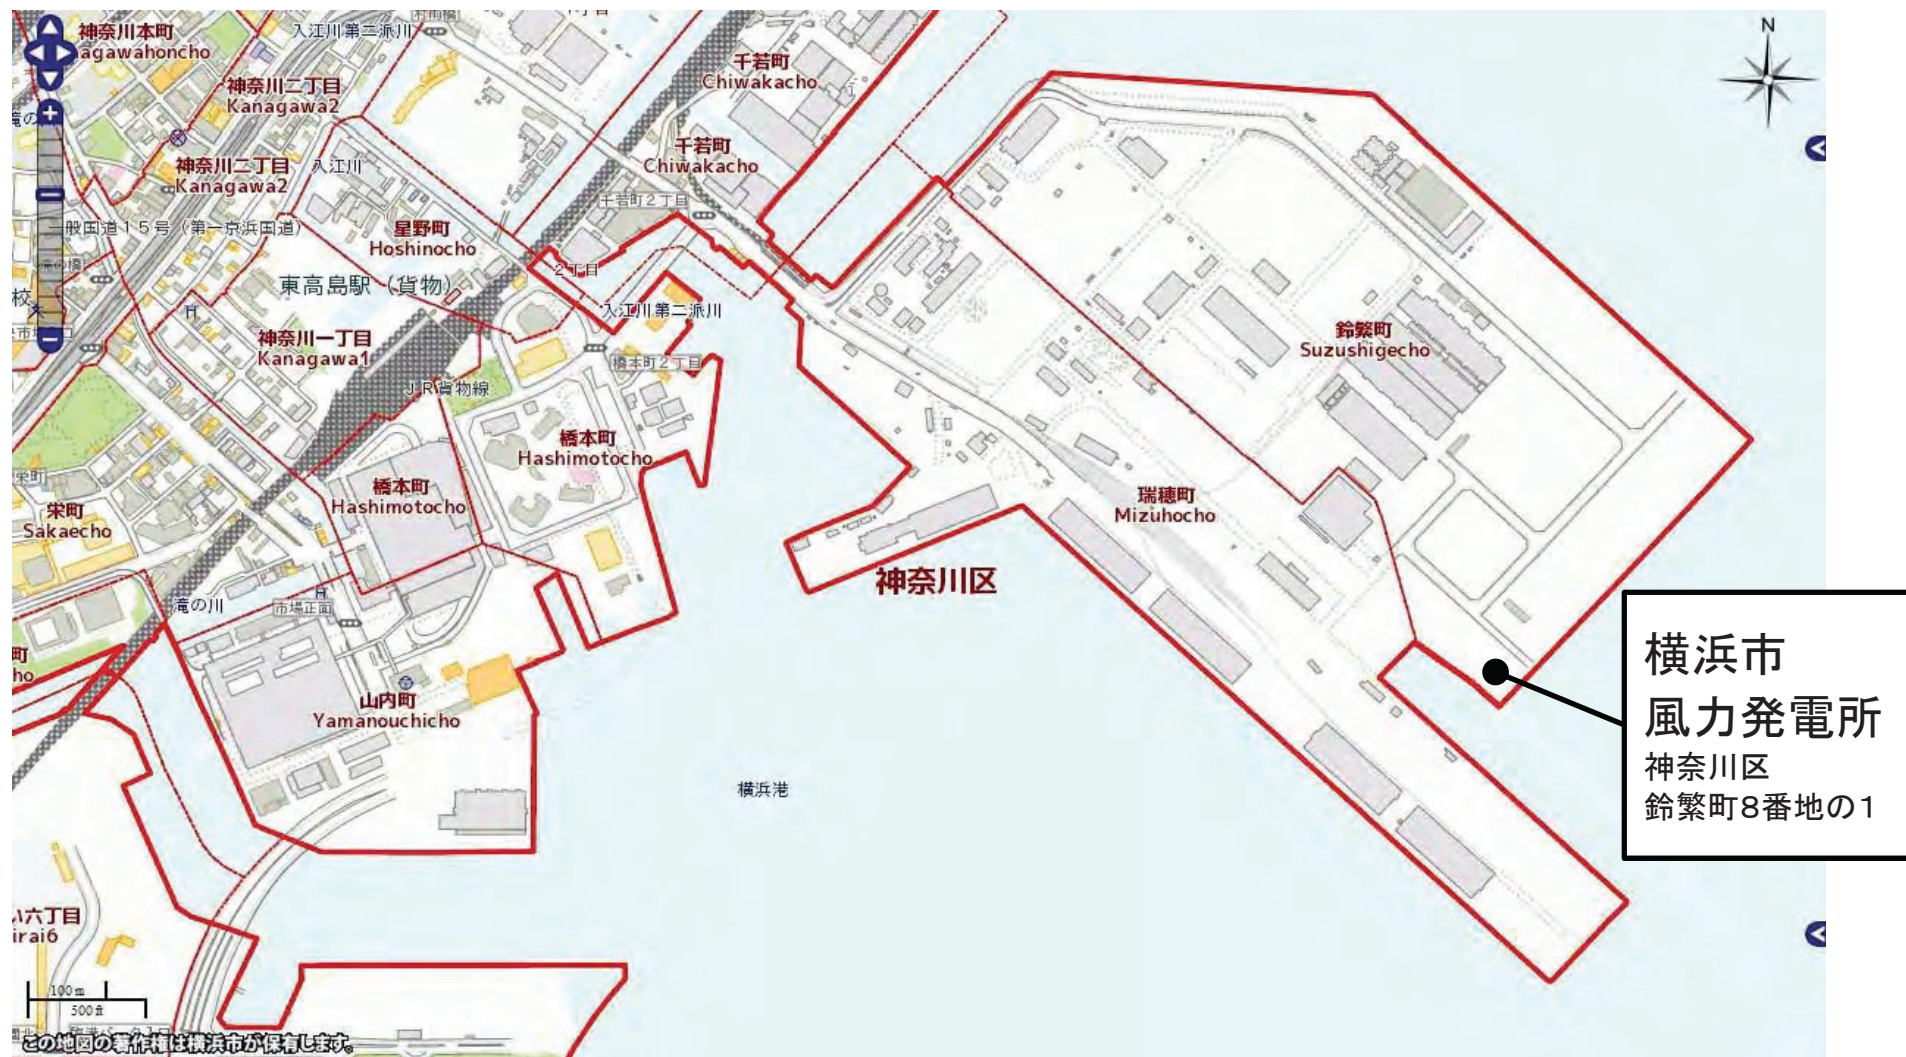 神奈川本町
agawahoncho
入江川第二派川
神奈川二丁目
Kanagawa2
千若町
Chiwakacho
N
滝の
神奈川二丁目
Kanagawa2
入江川
千若町
Chiwakacho
千若町2丁目
一般国道15号(第一京浜国道)
星野町
Hoshinocho
2丁目
東高島駅(貨物)
入江川第二派川
校
神奈川一丁目
Kanagawa1
橋本町2丁目
鈴繁町
Suzushigecho
JR貨物線
橋本町
Hashimotocho
栄町
橋本町
Hashimotocho
瑞穂町
Mizuhocho
栄町
Sakaecho
神奈川区
滝の川
市場正面
町
ho
山内町
Yamanouchicho
横浜港
横浜市
風力発電所
神奈川区
鈴繁町8番地の1
い六丁目
irai6
100m
500ft
この地図の著作権は横浜市が保有します。